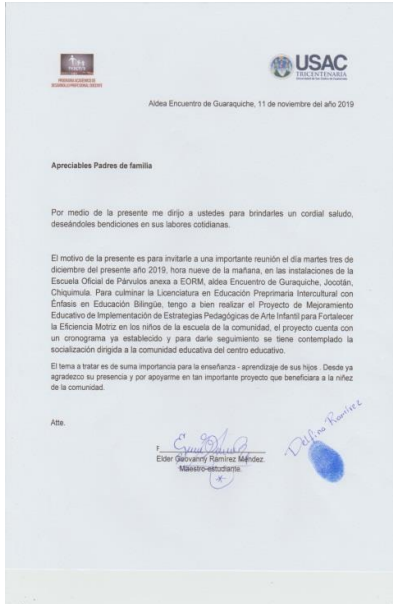 PROGRAMA ACADÉMICO DE
DESARROLLO PROFESIONAL DOCENTE
USAC
TRICENTENARIA
Aldea Encuentro de Guaraquiche, 11 de noviembre del año 2019
Apreciables Padres de familia
Por medio de la presente me dirijo a ustedes para brindarles un cordial saludo,
deseándoles bendiciones en sus labores cotidianas.
El motivo de la presente es para invitarle a una importante reunión el día martes tres de
diciembre del presente año 2019, hora nueve de la mañana, en las instalaciones de la
Escuela Oficial de Párvulos anexa a EORM, aldea Encuentro de Guraquiche, Jocotán,
Chiquimula. Para culminar la Licenciatura en Educación Preprimaria Intercultural con
Énfasis en Educación Bilingüe, tengo a bien realizar el Proyecto de Mejoramiento
Educativo de Implementación de Estrategias Pedagógicas de Arte Infantil para Fortalecer
la Eficiencia Motriz en los niños de la escuela de la comunidad, el proyecto cuenta con
un cronograma ya establecido y para darle seguimiento se tiene contemplado la
socialización dirigida a la comunidad educativa del centro educativo.
El tema a tratar es de suma importancia para la enseñanza - aprendizaje de sus hijos . Desde ya
agradezco su presencia y por apoyarme en tan importante proyecto que beneficiara a la niñez
de la comunidad.
Atte.
Delfino Ramírez
F
Elder Geovanny Ramírez Méndez
Maestro-estudiante.